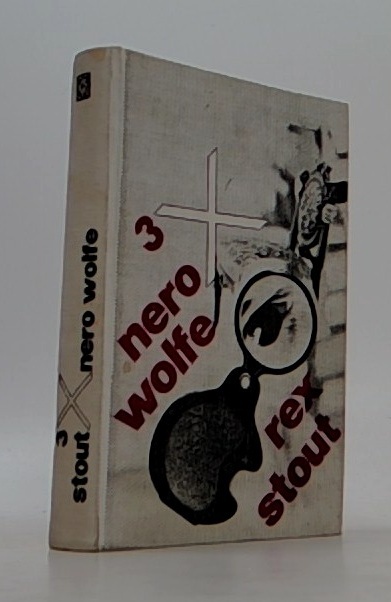 3
nero
wolfe
rex
stout
3
stout
nero wolfe